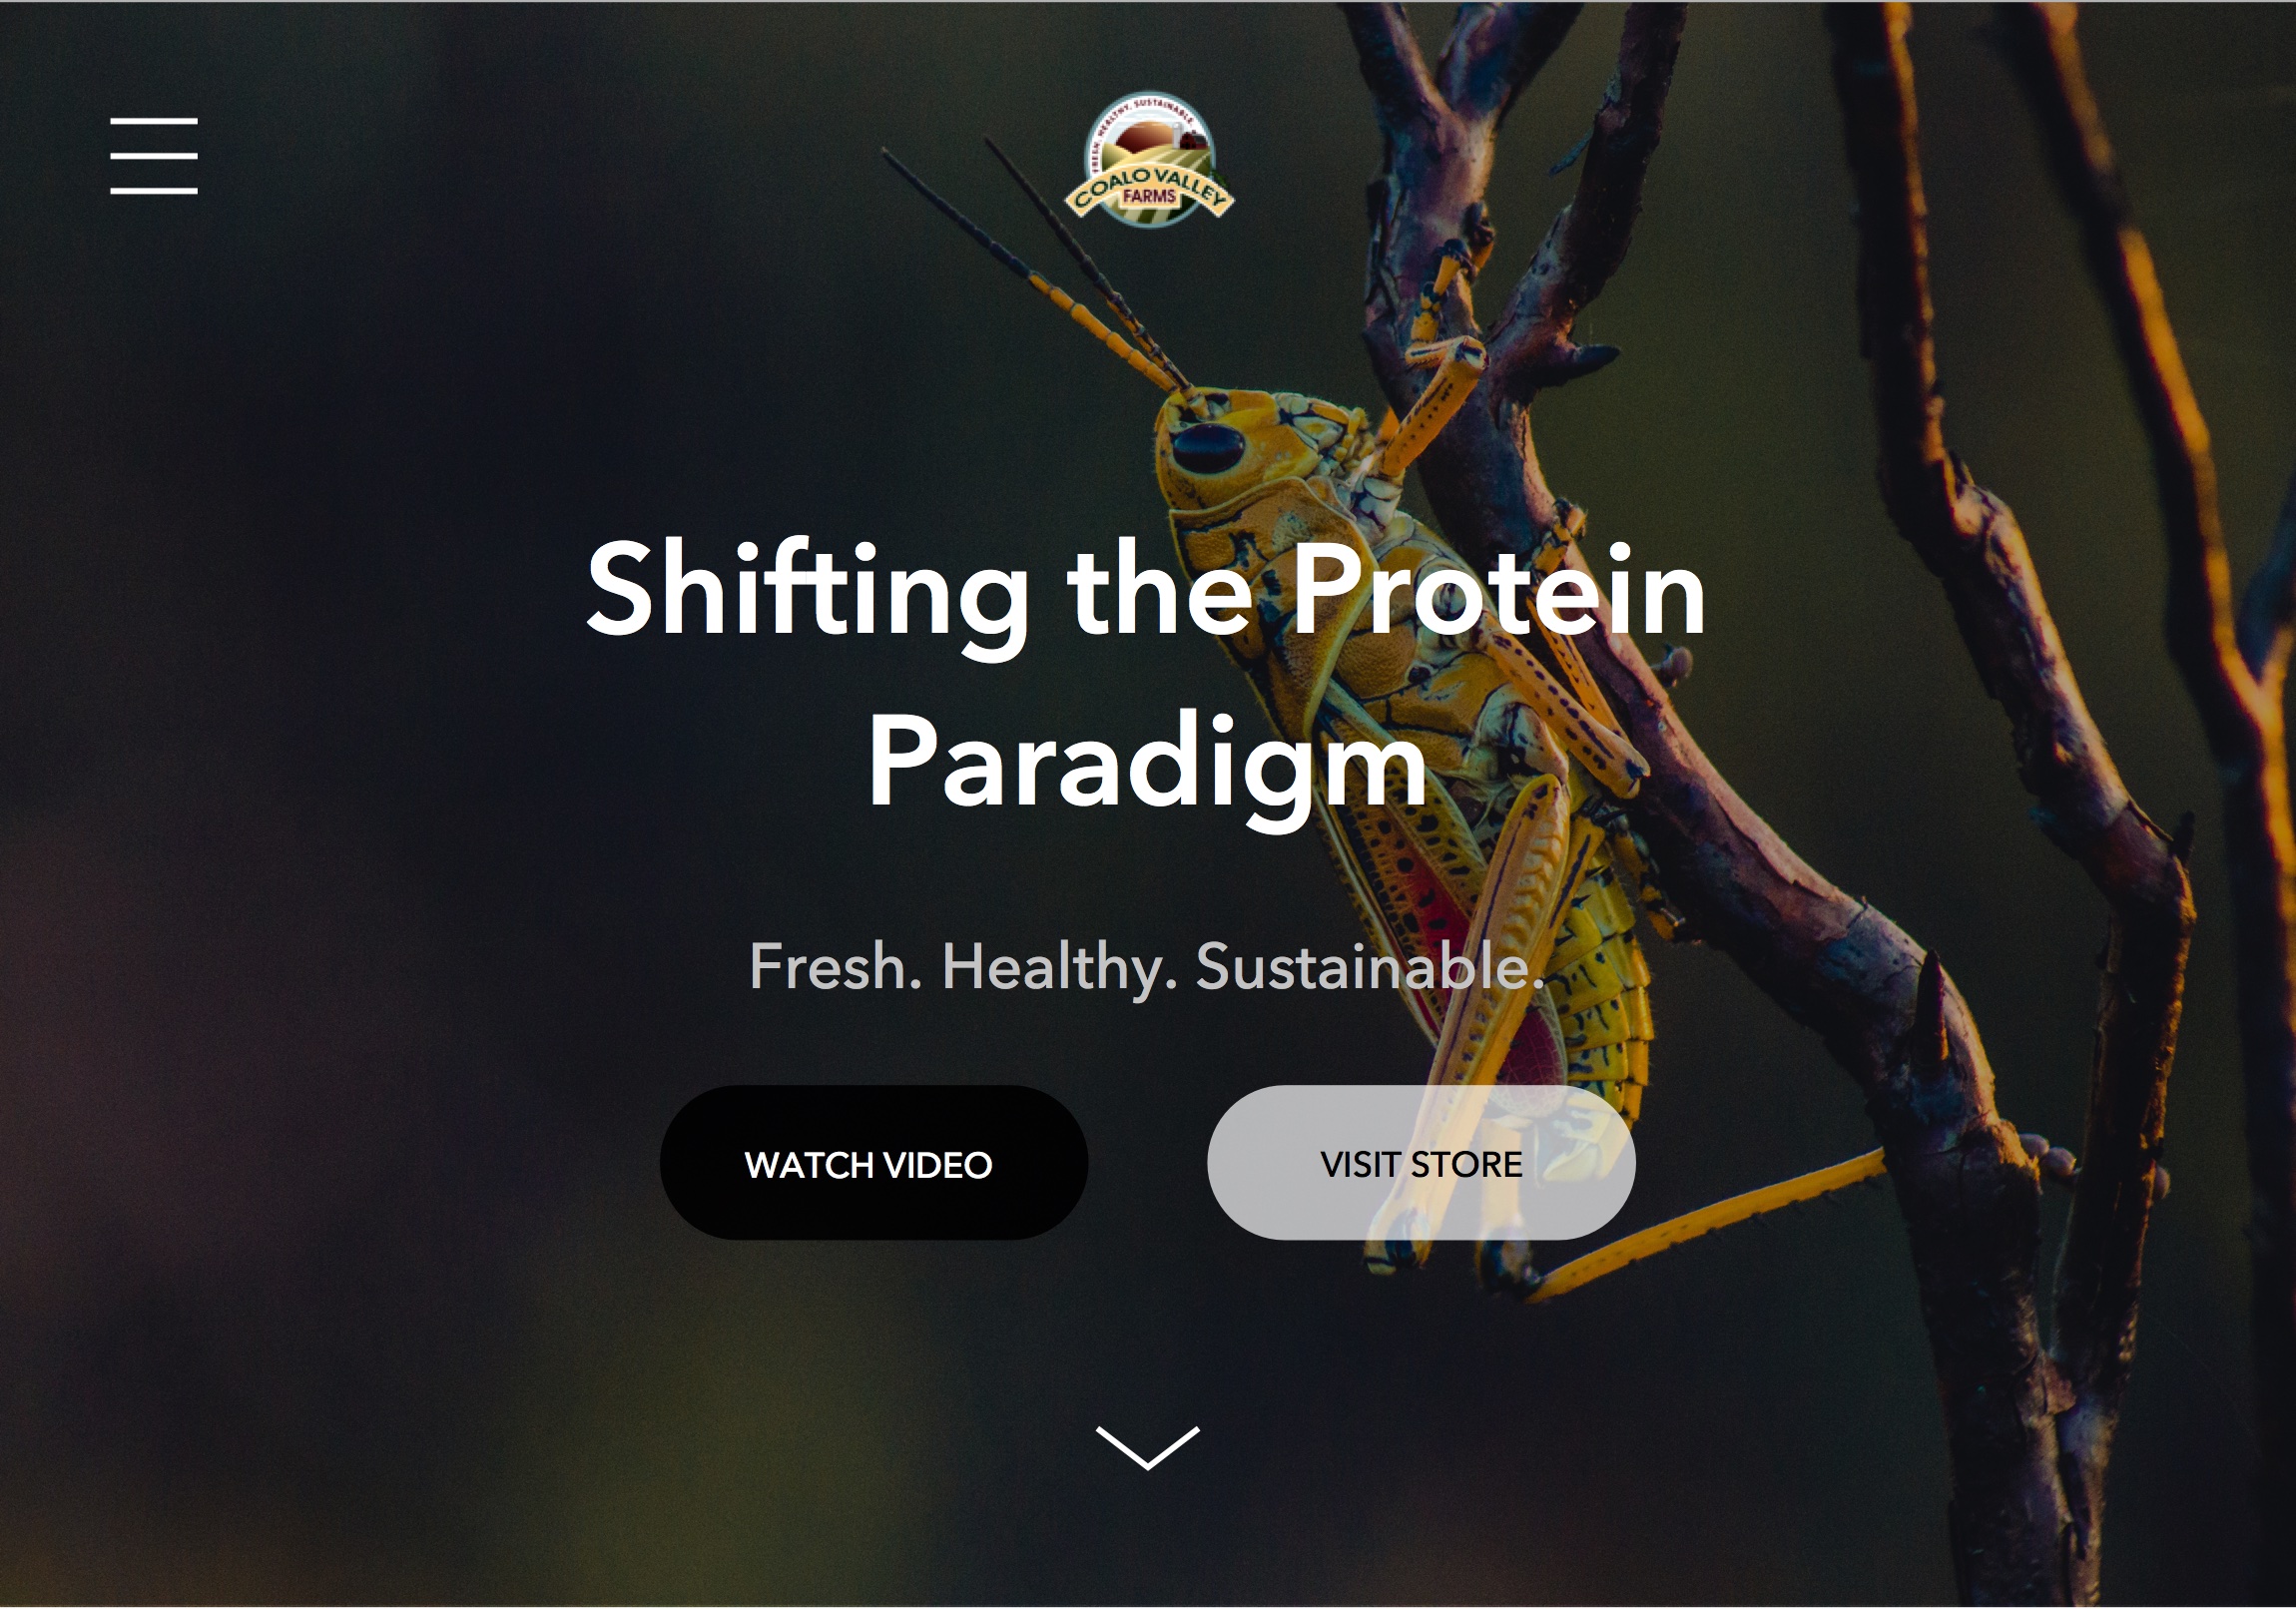 FRESH. HEALTHY. SUSTAINABLE.
COALO VALLEY
FARMS
Shifting the Protein
Paradigm
Fresh. Healthy. Sustainable.
WATCH VIDEO
VISIT STORE